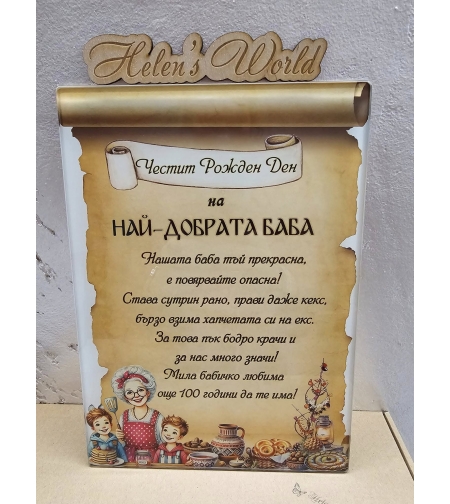 Helen's World
Честит Рожден Ден
на
НАЙ-ДОБРАТА БАБА
Нашата баба тъй прекрасна,
е повярвайте опасна!
Става сутрин рано, прави даже кекс,
бързо взима хапчетата си на екс.
За това пък бодро крачи и
за нас много значи!
Мила бабичко любима
още 100 години да те има!